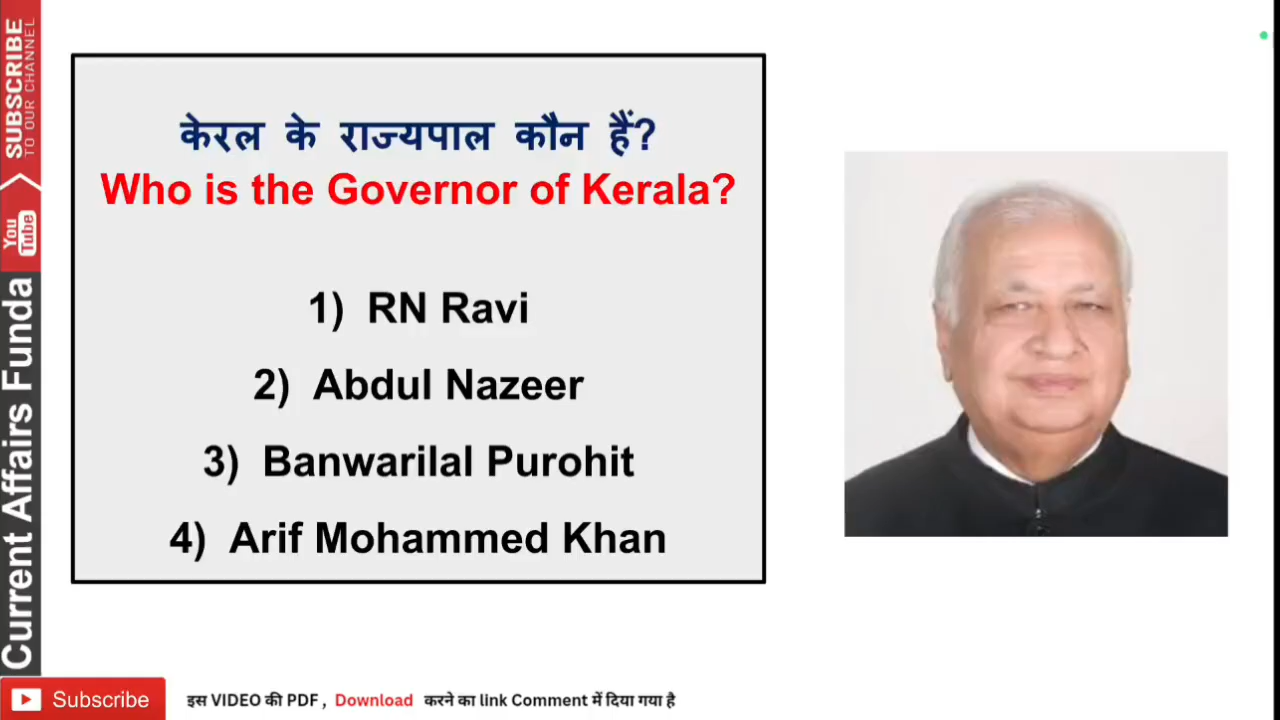 SUBSCRIBE
TO OUR CHANNEL
You
Tube
Current Affairs Funda
केरल के राज्यपाल कौन हैं?
Who is the Governor of Kerala?
1) RN Ravi
2) Abdul Nazeer
3) Banwarilal Purohit
4) Arif Mohammed Khan
Subscribe
इस VIDEO की PDF , Download करने का link Comment में दिया गया है